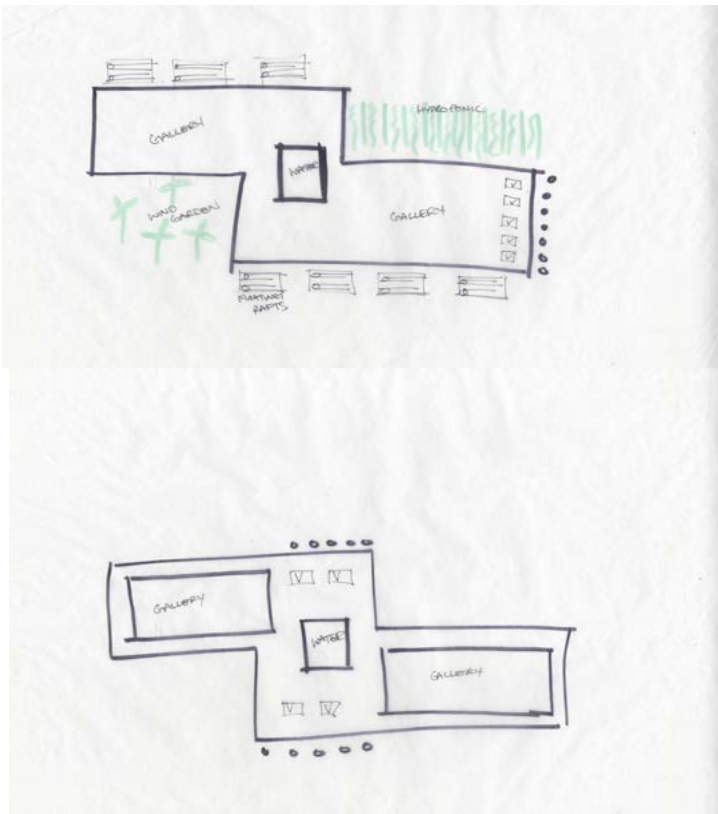 HYDROPONIC
GALLERY
WATER
WIND
GARDEN
GALLERY
FLOATING
RAFTS
GALLERY
WATER
GALLERY